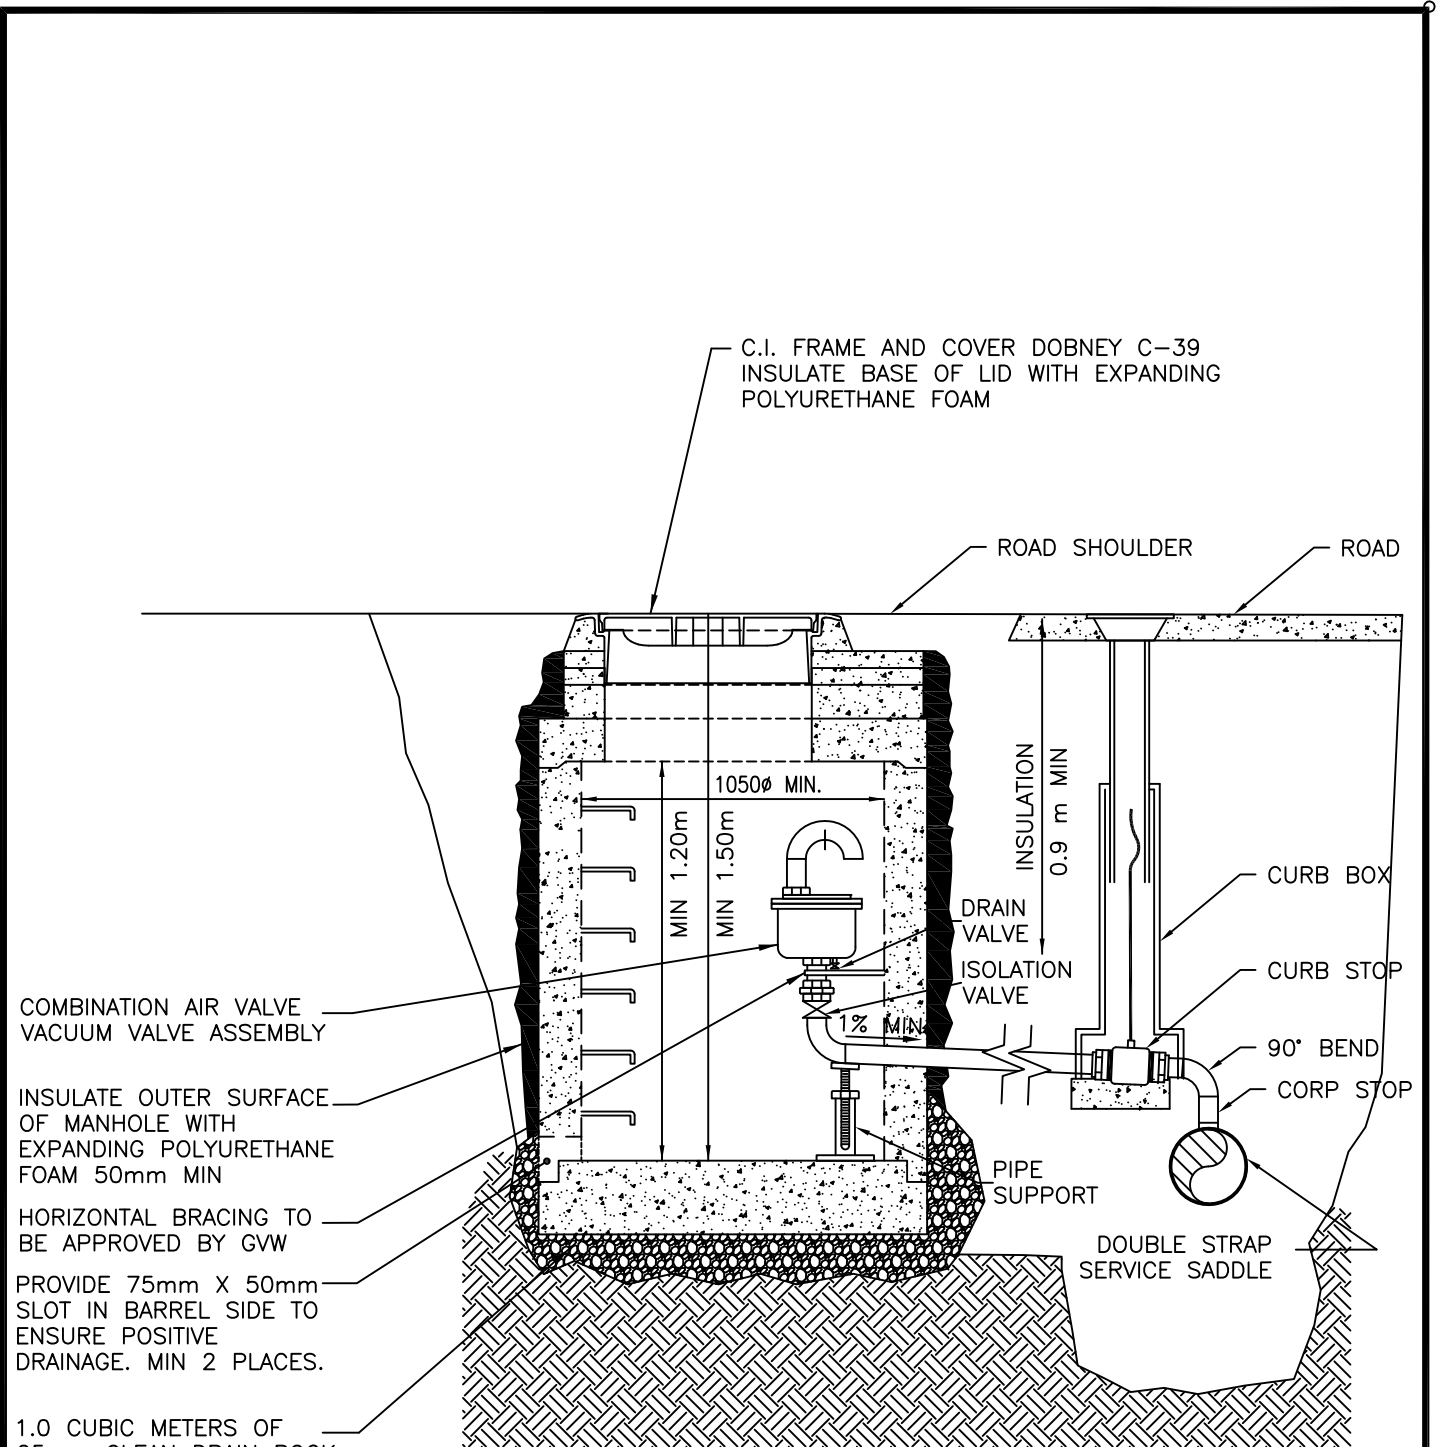 C.I. FRAME AND COVER DOBNEY C-39
INSULATE BASE OF LID WITH EXPANDING
POLYURETHANE FOAM
ROAD SHOULDER
ROAD
INSULATION
0.9 m MIN
1050ø MIN.
MIN 1.20m
MIN 1.50m
CURB BOX
DRAIN
VALVE
ISOLATION
VALVE
CURB STOP
1% MIN
COMBINATION AIR VALVE
VACUUM VALVE ASSEMBLY
90° BEND
CORP STOP
INSULATE OUTER SURFACE
OF MANHOLE WITH
EXPANDING POLYURETHANE
FOAM 50mm MIN
PIPE
SUPPORT
HORIZONTAL BRACING TO
BE APPROVED BY GVW
DOUBLE STRAP
SERVICE SADDLE
PROVIDE 75mm X 50mm
SLOT IN BARREL SIDE TO
ENSURE POSITIVE
DRAINAGE. MIN 2 PLACES.
1.0 CUBIC METERS OF
CLEAN DRAIN ROCK